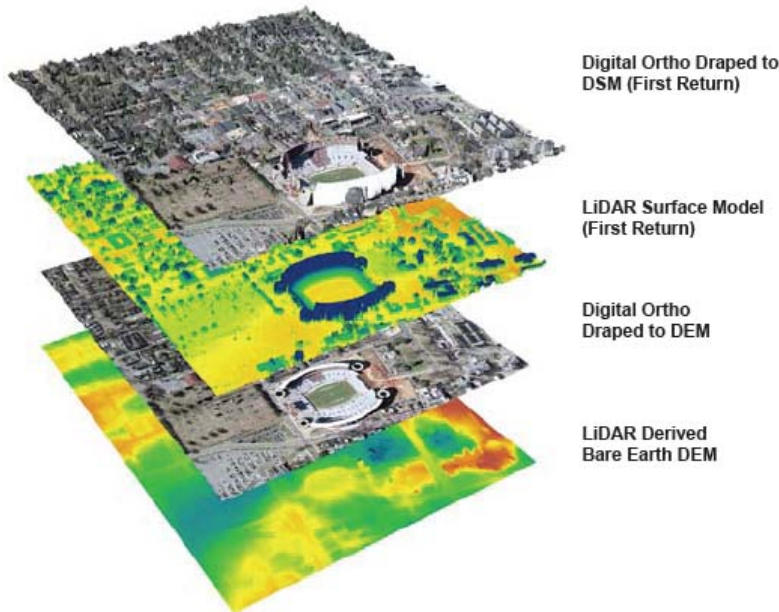 Digital Ortho Draped to
DSM (First Return)
LiDAR Surface Model
(First Return)
Digital Ortho
Draped to DEM
LiDAR Derived
Bare Earth DEM